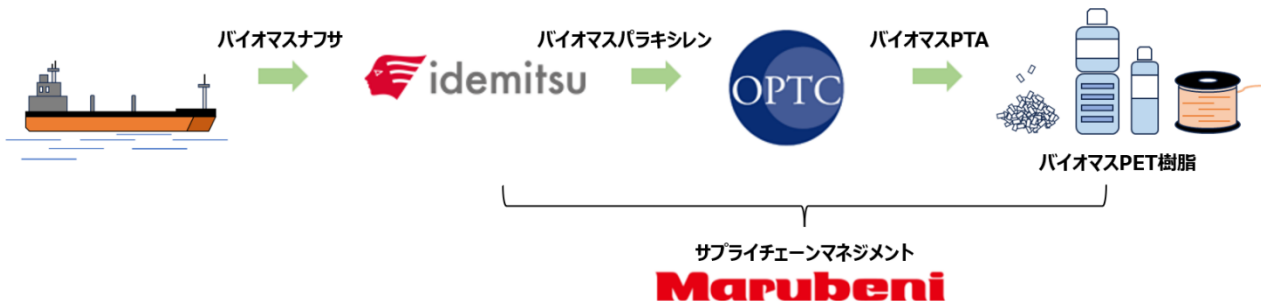 バイオマスナフサ
idemitsu
バイオマスパラキシレン
OPTC
バイオマスPTA
バイオマスPET樹脂
サプライチェーンマネジメント
Marubeni